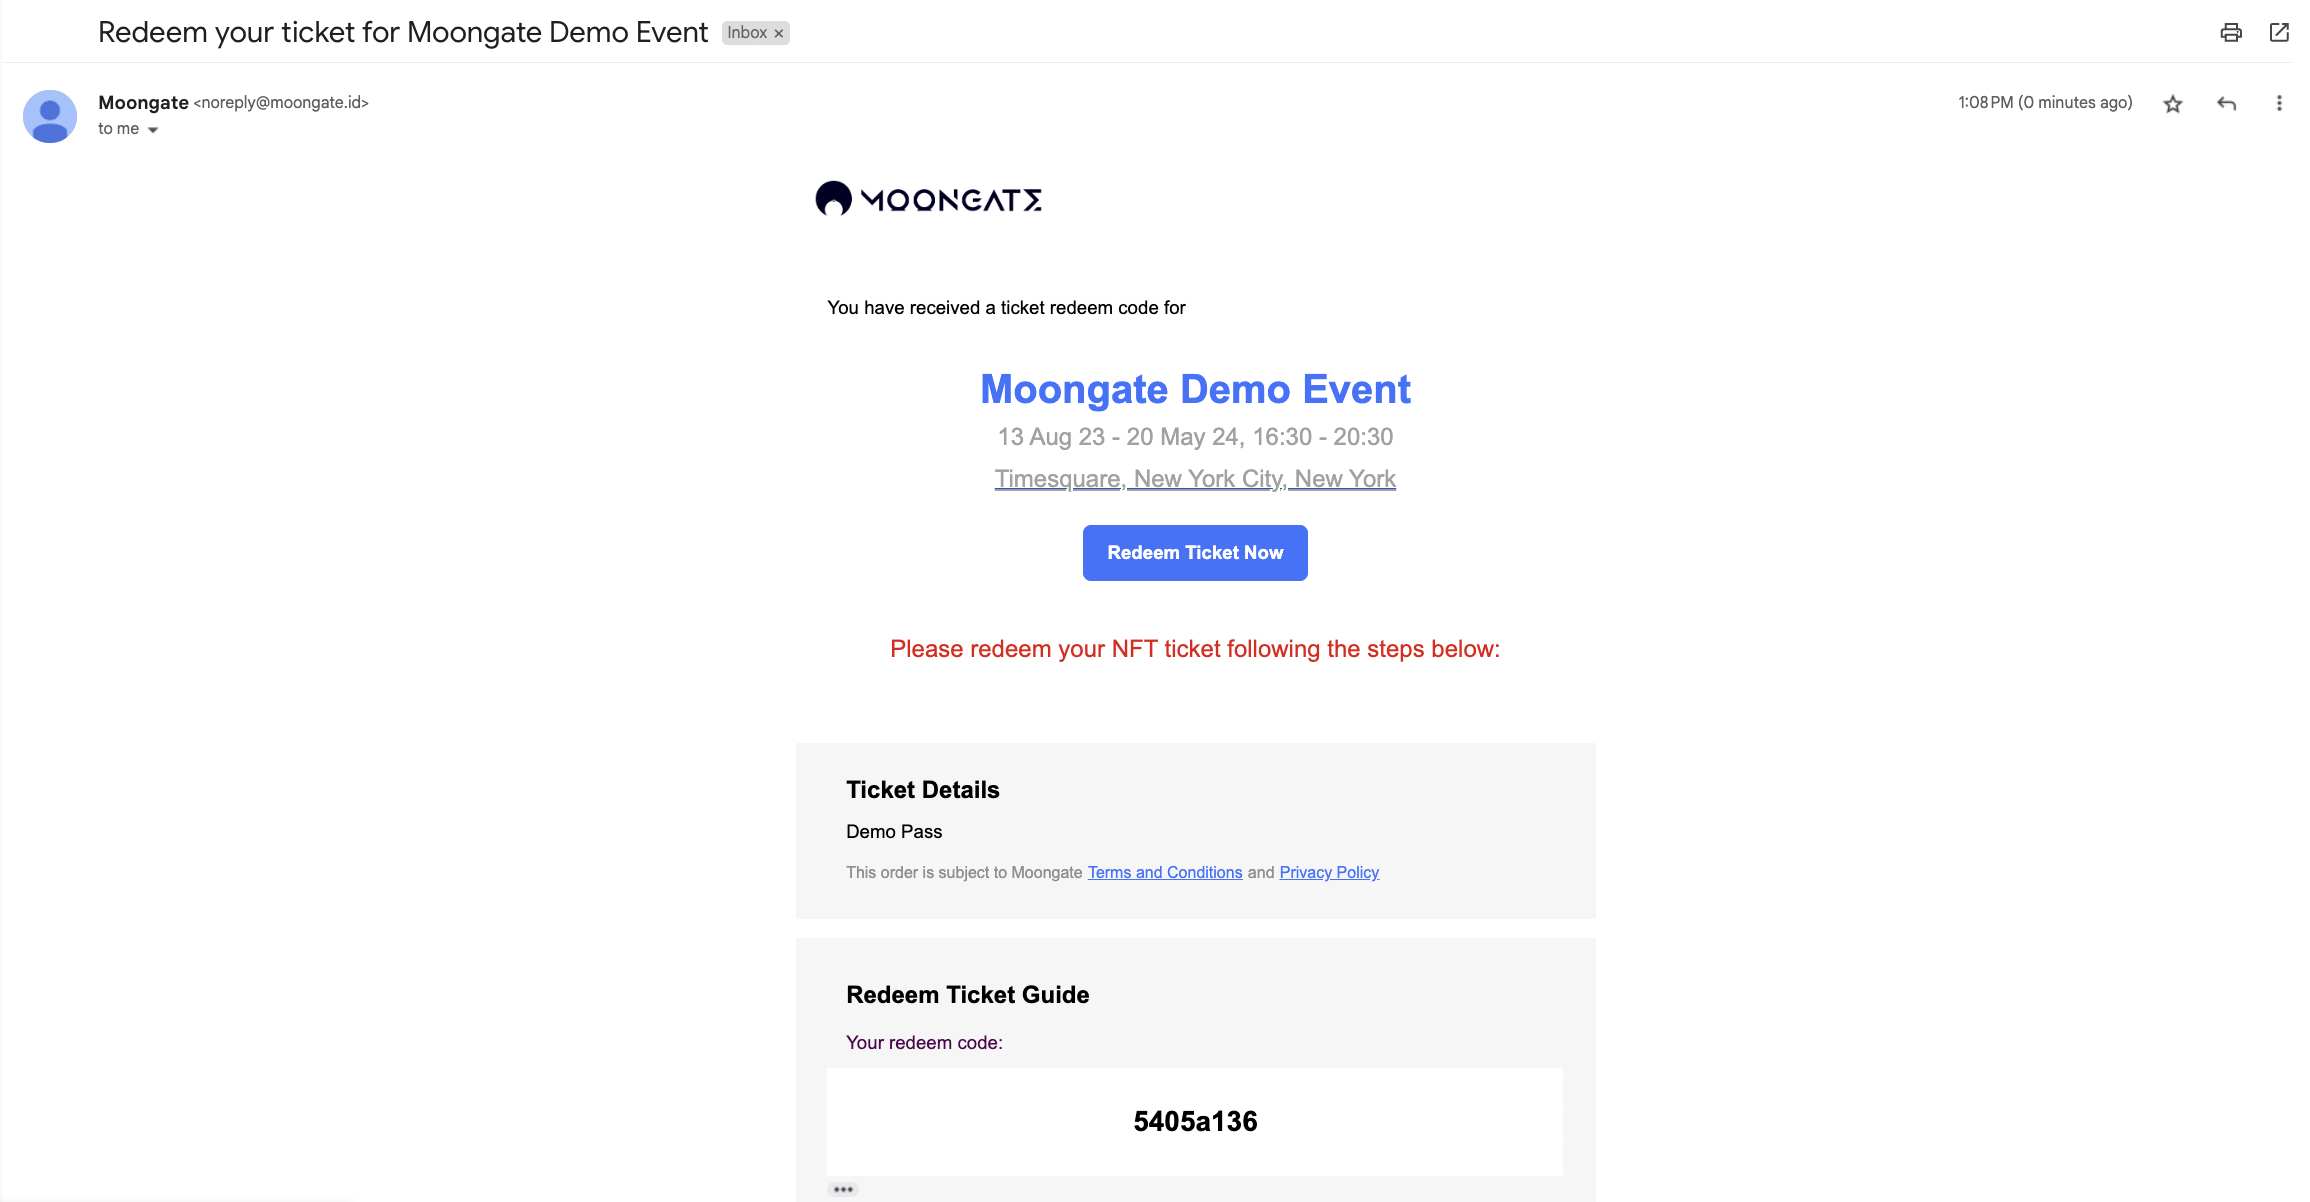 Redeem your ticket for Moongate Demo Event Inbox ×
Moongate <noreply@moongate.id>
1:08 PM (0 minutes ago)
to me
MOONGATE
You have received a ticket redeem code for
Moongate Demo Event
13 Aug 23 - 20 May 24, 16:30 - 20:30
Timesquare, New York City, New York
Redeem Ticket Now
Please redeem your NFT ticket following the steps below:
Ticket Details
Demo Pass
This order is subject to Moongate Terms and Conditions and Privacy Policy
Redeem Ticket Guide
Your redeem code:
5405a136